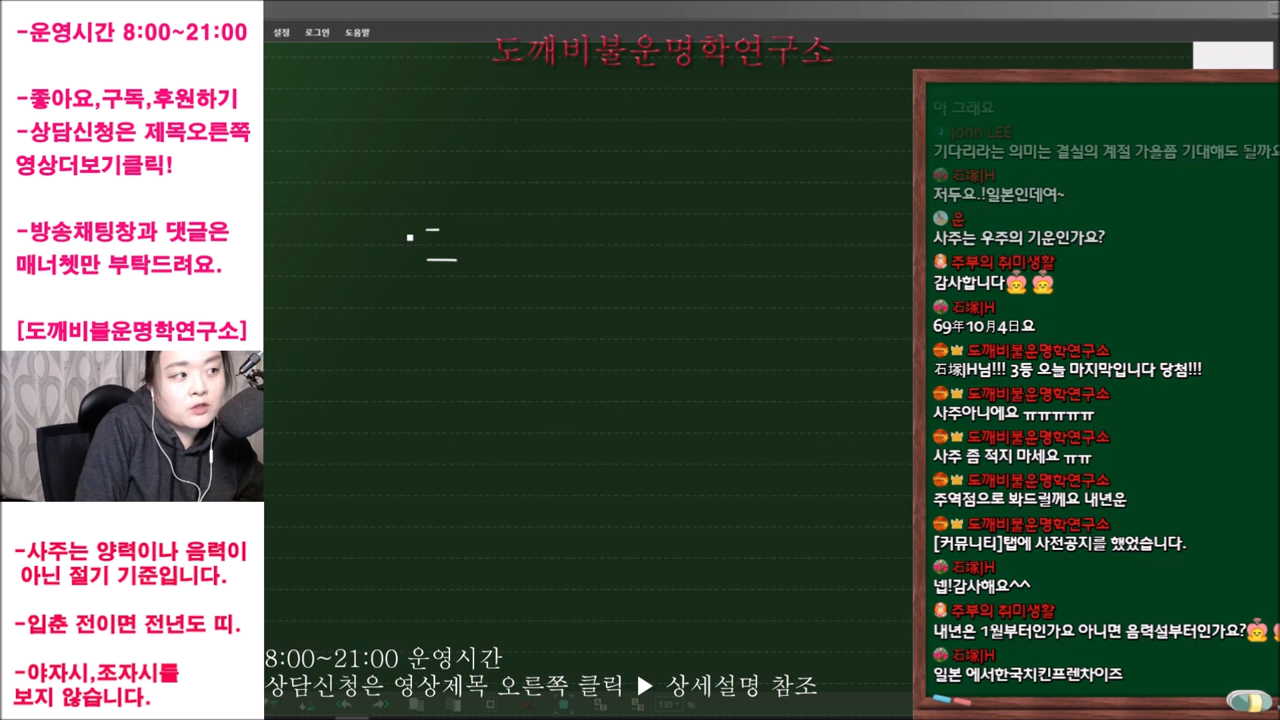 -운영시간 8:00~21:00
-좋아요,구독,후원하기
-상담신청은 제목오른쪽
영상더보기클릭!
-방송채팅창과 댓글은
매너쳇만 부탁드려요.
[도깨비불운명학연구소]
-사주는 양력이나 음력이
아닌 절기 기준입니다.
-입춘 전이면 전년도 띠.
-야자시,조자시를
보지 않습니다.
설정 로그인 도움말
도깨비불운명학연구소
8:00~21:00 운영시간
상담신청은 영상제목 오른쪽 클릭 ▶ 상세설명 참조
130
%
아 그래요
John LEE
기다리라는 의미는 결실의 계절 가을쯤 기대해도 될까요
石塚|H
저두요.!일본인데여~
운
사주는 우주의 기운인가요?
주부의 취미생활
감사합니다
石塚|H
69年10月4日요
도깨비불운명학연구소
石塚|H님!!! 3등 오늘 마지막입니다 당첨!!!
도깨비불운명학연구소
사주아니에요 ㅠㅠㅠㅠㅠ
도깨비불운명학연구소
사주 좀 적지 마세요 ㅠㅠ
도깨비불운명학연구소
주역점으로 봐드릴께요 내년운
도깨비불운명학연구소
[커뮤니티]탭에 사전공지를 했었습니다.
石塚|H
넵!감사해요^^
주부의 취미생활
내년은 1월부터인가요 아니면 음력설부터인가요?
石塚|H
일본 에서한국치킨프렌차이즈